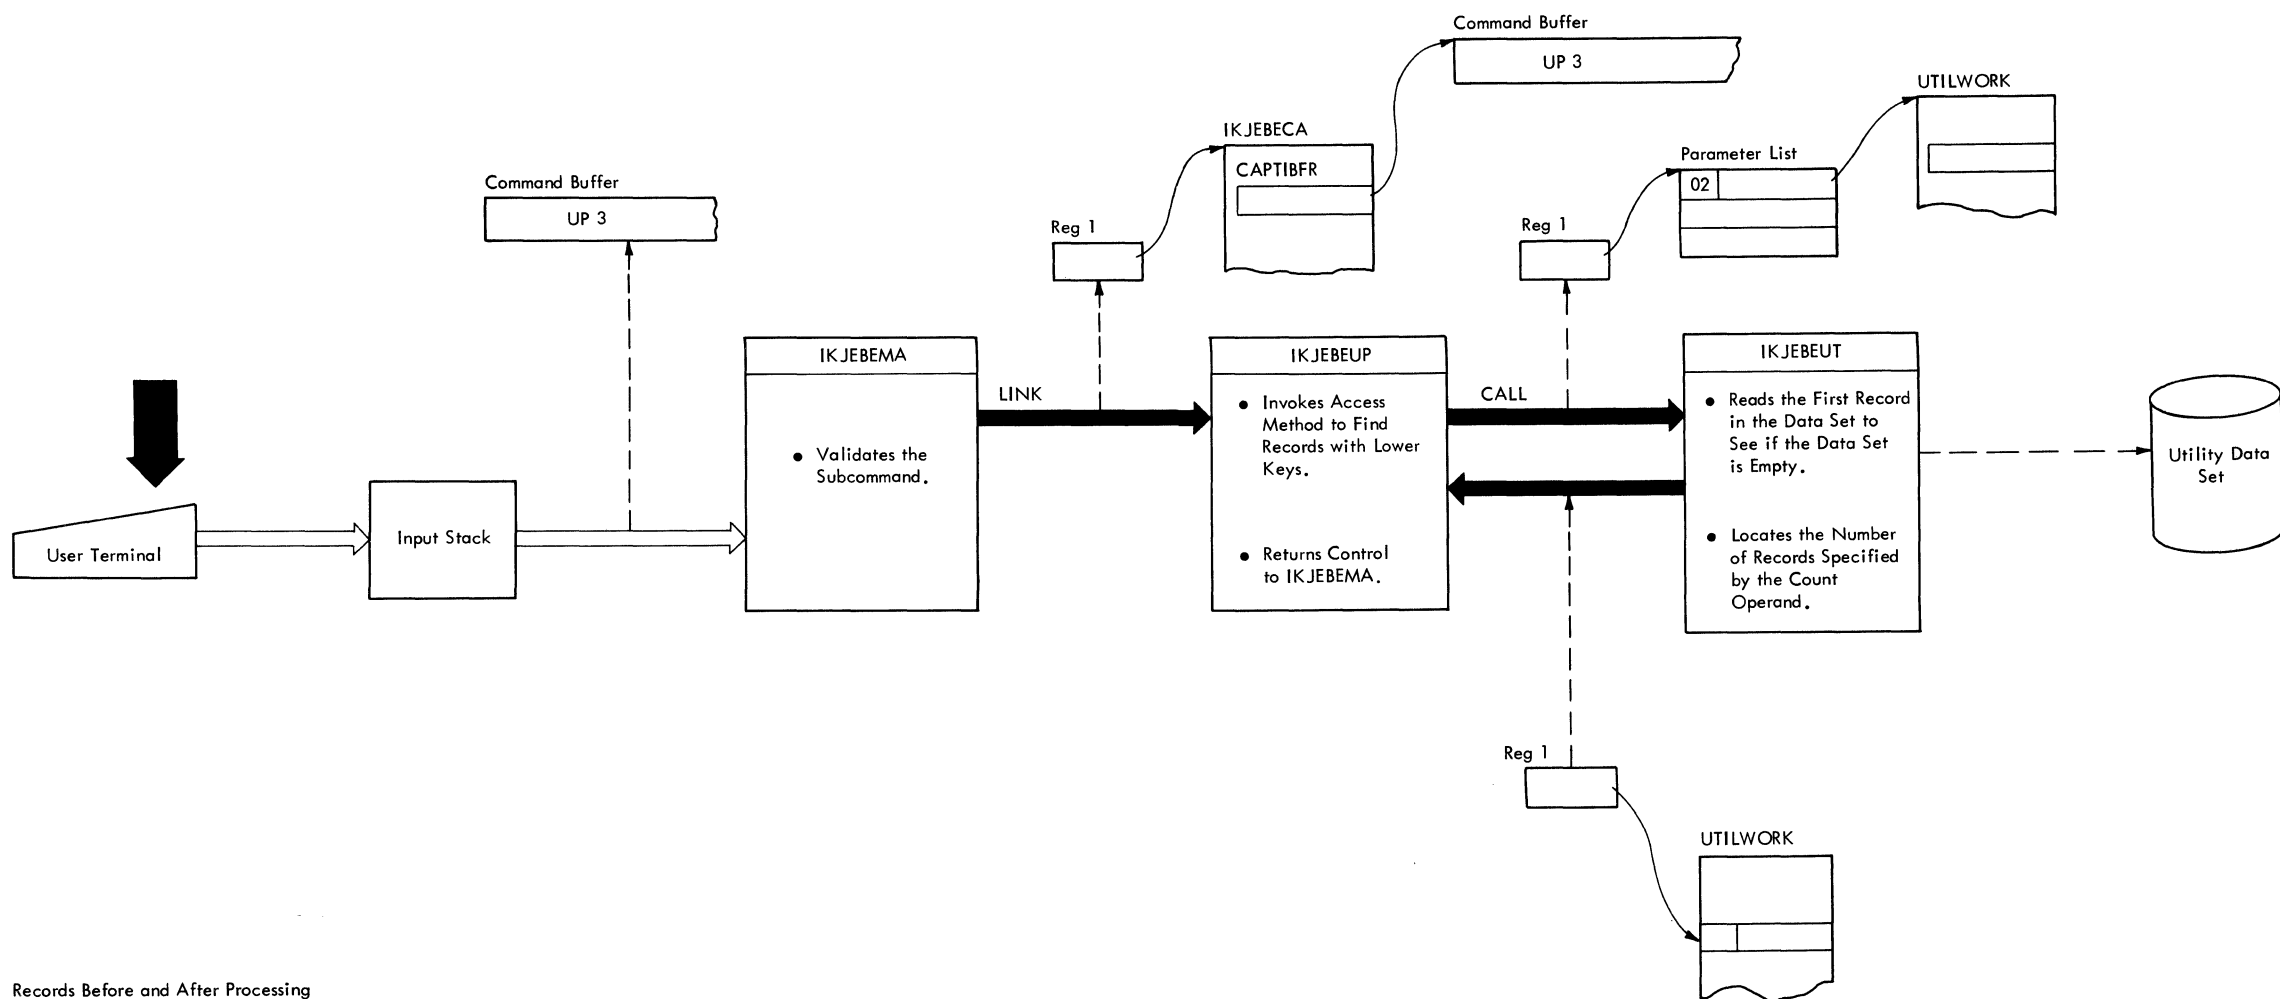 Command Buffer
UP 3
UTILWORK
IKJEBECA
CAPTIBFR
Parameter List
02
Command Buffer
UP 3
Reg 1
Reg 1
IKJEBEMA
• Validates the
Subcommand.
LINK
IKJEBEUP
• Invokes Access
Method to Find
Records with Lower
Keys.
• Returns Control
to IKJEBEMA.
CALL
IKJEBEUT
• Reads the First Record
in the Data Set to
See if the Data Set
is Empty.
• Locates the Number
of Records Specified
by the Count
Operand.
Utility Data
Set
User Terminal
Input Stack
Reg 1
UTILWORK
Records Before and After Processing